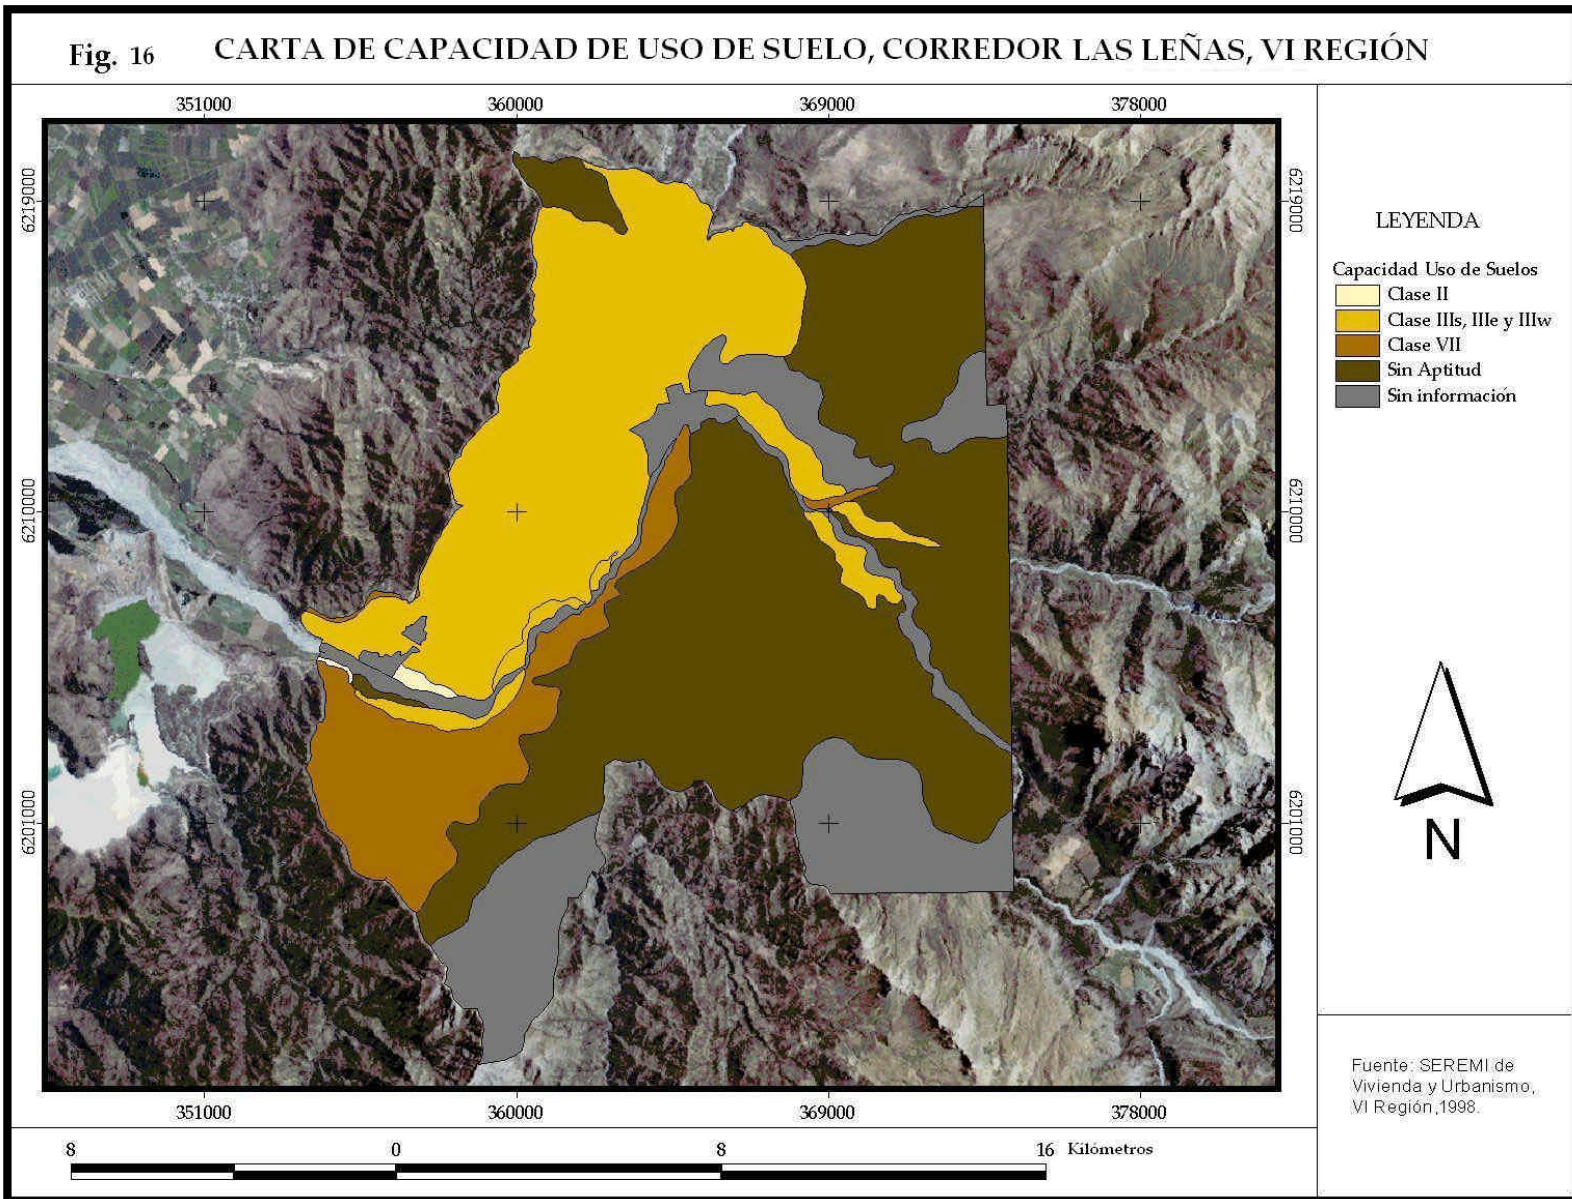 Fig. 16 CARTA DE CAPACIDAD DE USO DE SUELO, CORREDOR LAS LEÑAS, VI REGIÓN
351000 360000 369000 378000
6219000 6219000
6210000 6210000
6201000 6201000
351000 360000 369000 378000
LEYENDA
Capacidad Uso de Suelos
Clase II
Clase IIIs, IIIe y IIIw
Clase VII
Sin Aptitud
Sin información
N
Fuente: SEREMI de
Vivienda y Urbanismo,
VI Región,1998.
8 0 8 16 Kilómetros